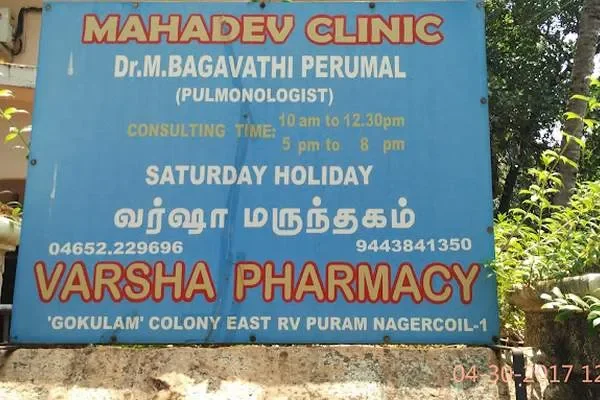 MAHADEV CLINIC
Dr.M.BAGAVATHI PERUMAL
(PULMONOLOGIST)
CONSULTING TIME: 10 am to 12.30pm
5 pm to 8 pm
SATURDAY HOLIDAY
வர்ஷா மருந்தகம்
04652.229696 9443841350
VARSHA PHARMACY
'GOKULAM' COLONY EAST RV PURAM NAGERCOIL-1
04-30-2017 12